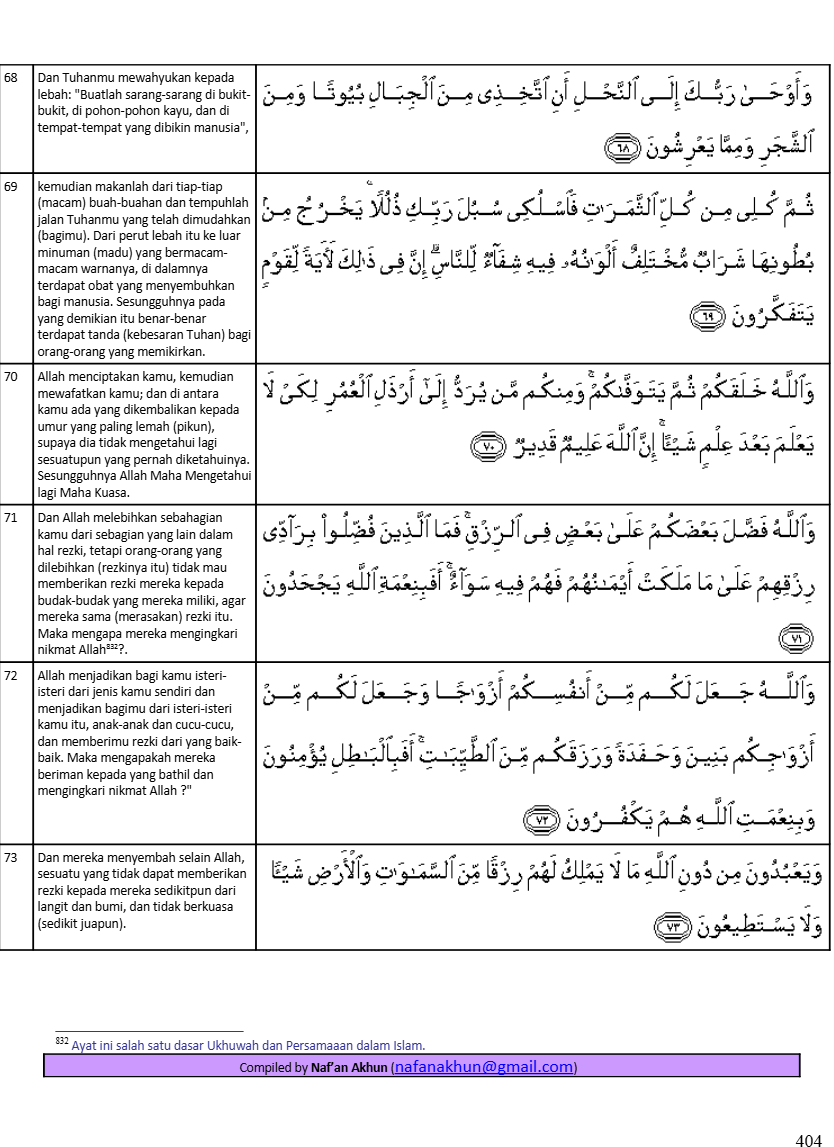 68
Dan Tuhanmu mewahyukan kepada
lebah: "Buatlah sarang-sarang di bukit-
bukit, di pohon-pohon kayu, dan di
tempat-tempat yang dibikin manusia",
وَأَوْحَىٰ رَبُّكَ إِلَى ٱلنَّحْلِ أَنِ ٱتَّخِذِى مِنَ ٱلْجِبَالِ بُيُوتًا وَمِنَ
ٱلشَّجَرِ وَمِمَّا يَعْرِشُونَ ٦٨
69
kemudian makanlah dari tiap-tiap
(macam) buah-buahan dan tempuhlah
jalan Tuhanmu yang telah dimudahkan
(bagimu). Dari perut lebah itu ke luar
minuman (madu) yang bermacam-
macam warnanya, di dalamnya
terdapat obat yang menyembuhkan
bagi manusia. Sesungguhnya pada
yang demikian itu benar-benar
terdapat tanda (kebesaran Tuhan) bagi
orang-orang yang memikirkan.
ثُمَّ كُلِى مِن كُلِّ ٱلثَّمَرَٰتِ فَٱسْلُكِى سُبُلَ رَبِّكِ ذُلُلًا ۚ يَخْرُجُ مِنۢ
بُطُونِهَا شَرَابٌ مُّخْتَلِفٌ أَلْوَٰنُهُۥ فِيهِ شِفَآءٌ لِّلنَّاسِ ۗ إِنَّ فِى ذَٰلِكَ لَأَيَةً لِّقَوْمٍ
يَتَفَكَّرُونَ ٦٩
70
Allah menciptakan kamu, kemudian
mewafatkan kamu; dan di antara
kamu ada yang dikembalikan kepada
umur yang paling lemah (pikun),
supaya dia tidak mengetahui lagi
sesuatupun yang pernah diketahuinya.
Sesungguhnya Allah Maha Mengetahui
lagi Maha Kuasa.
وَٱللَّهُ خَلَقَكُمْ ثُمَّ يَتَوَفَّىٰكُمْ ۚ وَمِنكُم مَّن يُرَدُّ إِلَىٰٓ أَرْذَلِ ٱلْعُمُرِ لِكَىْ لَا
يَعْلَمَ بَعْدَ عِلْمٍ شَيْـًٔا ۚ إِنَّ ٱللَّهَ عَلِيمٌ قَدِيرٌ ٧٠
71
Dan Allah melebihkan sebahagian
kamu dari sebagian yang lain dalam
hal rezki, tetapi orang-orang yang
dilebihkan (rezkinya itu) tidak mau
memberikan rezki mereka kepada
budak-budak yang mereka miliki, agar
mereka sama (merasakan) rezki itu.
Maka mengapa mereka mengingkari
nikmat Allah⁸³²?.
وَٱللَّهُ فَضَّلَ بَعْضَكُمْ عَلَىٰ بَعْضٍ فِى ٱلرِّزْقِ ۚ فَمَا ٱلَّذِينَ فُضِّلُوا۟ بِرَآدِّى
رِزْقِهِمْ عَلَىٰ مَا مَلَكَتْ أَيْمَـٰنُهُمْ فَهُمْ فِيهِ سَوَآءٌ ۚ أَفَبِنِعْمَةِ ٱللَّهِ يَجْحَدُونَ
٧١
72
Allah menjadikan bagi kamu isteri-
isteri dari jenis kamu sendiri dan
menjadikan bagimu dari isteri-isteri
kamu itu, anak-anak dan cucu-cucu,
dan memberimu rezki dari yang baik-
baik. Maka mengapakah mereka
beriman kepada yang bathil dan
mengingkari nikmat Allah ?"
وَٱللَّهُ جَعَلَ لَكُم مِّنْ أَنفُسِكُمْ أَزْوَٰجًا وَجَعَلَ لَكُم مِّنْ
أَزْوَٰجِكُم بَنِينَ وَحَفَدَةً وَرَزَقَكُم مِّنَ ٱلطَّيِّبَـٰتِ ۚ أَفَبِٱلْبَـٰطِلِ يُؤْمِنُونَ
وَبِنِعْمَتِ ٱللَّهِ هُمْ يَكْفُرُونَ ٧٢
73
Dan mereka menyembah selain Allah,
sesuatu yang tidak dapat memberikan
rezki kepada mereka sedikitpun dari
langit dan bumi, dan tidak berkuasa
(sedikit juapun).
وَيَعْبُدُونَ مِن دُونِ ٱللَّهِ مَا لَا يَمْلِكُ لَهُمْ رِزْقًا مِّنَ ٱلسَّمَـٰوَٰتِ وَٱلْأَرْضِ شَيْـًٔا
وَلَا يَسْتَطِيعُونَ ٧٣
⁸³² Ayat ini salah satu dasar Ukhuwah dan Persamaaan dalam Islam.
Compiled by Naf'an Akhun (nafanakhun@gmail.com)
404